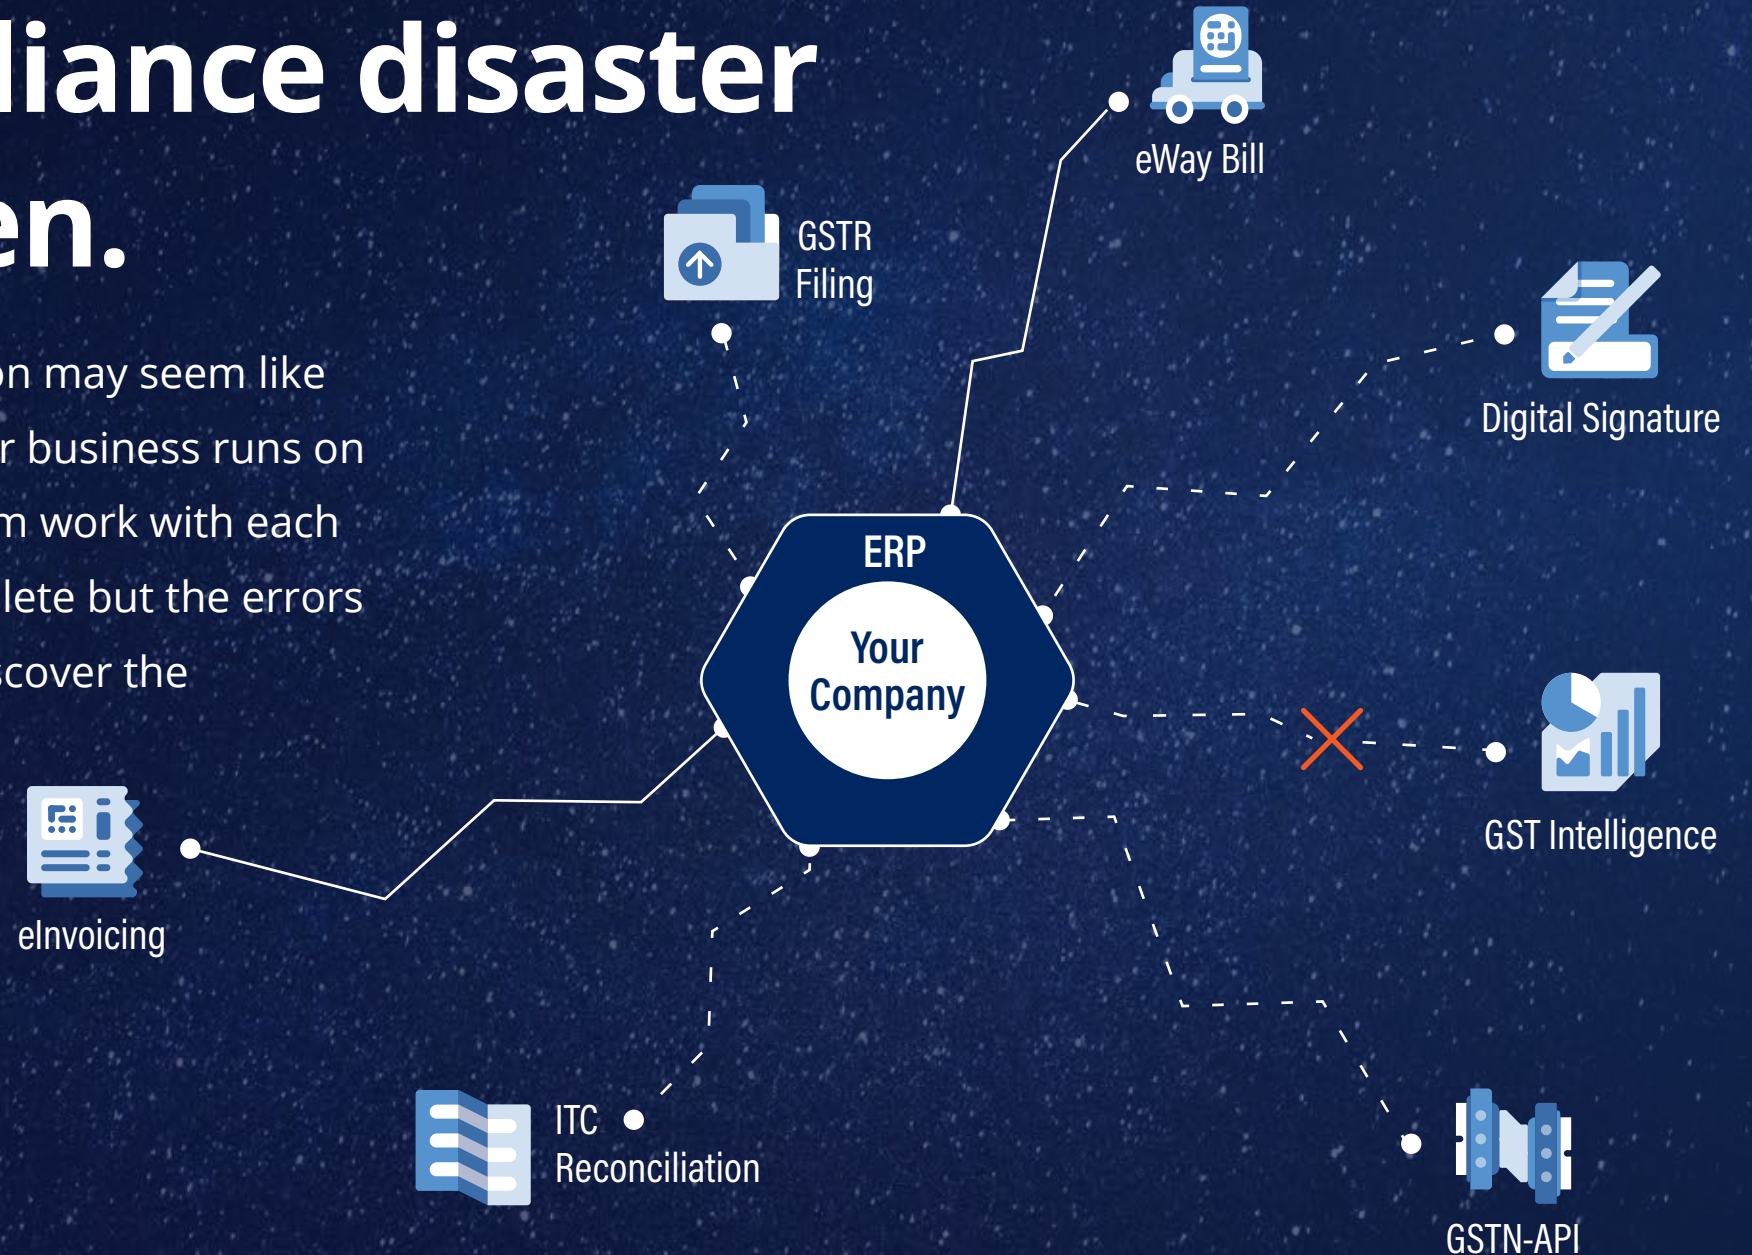 liance disaster
en.
on may seem like
r business runs on
m work with each
lete but the errors
scover the
eWay Bill
GSTR
Filing
Digital Signature
ERP
Your
Company
GST Intelligence
eInvoicing
ITC
Reconciliation
GSTN-API